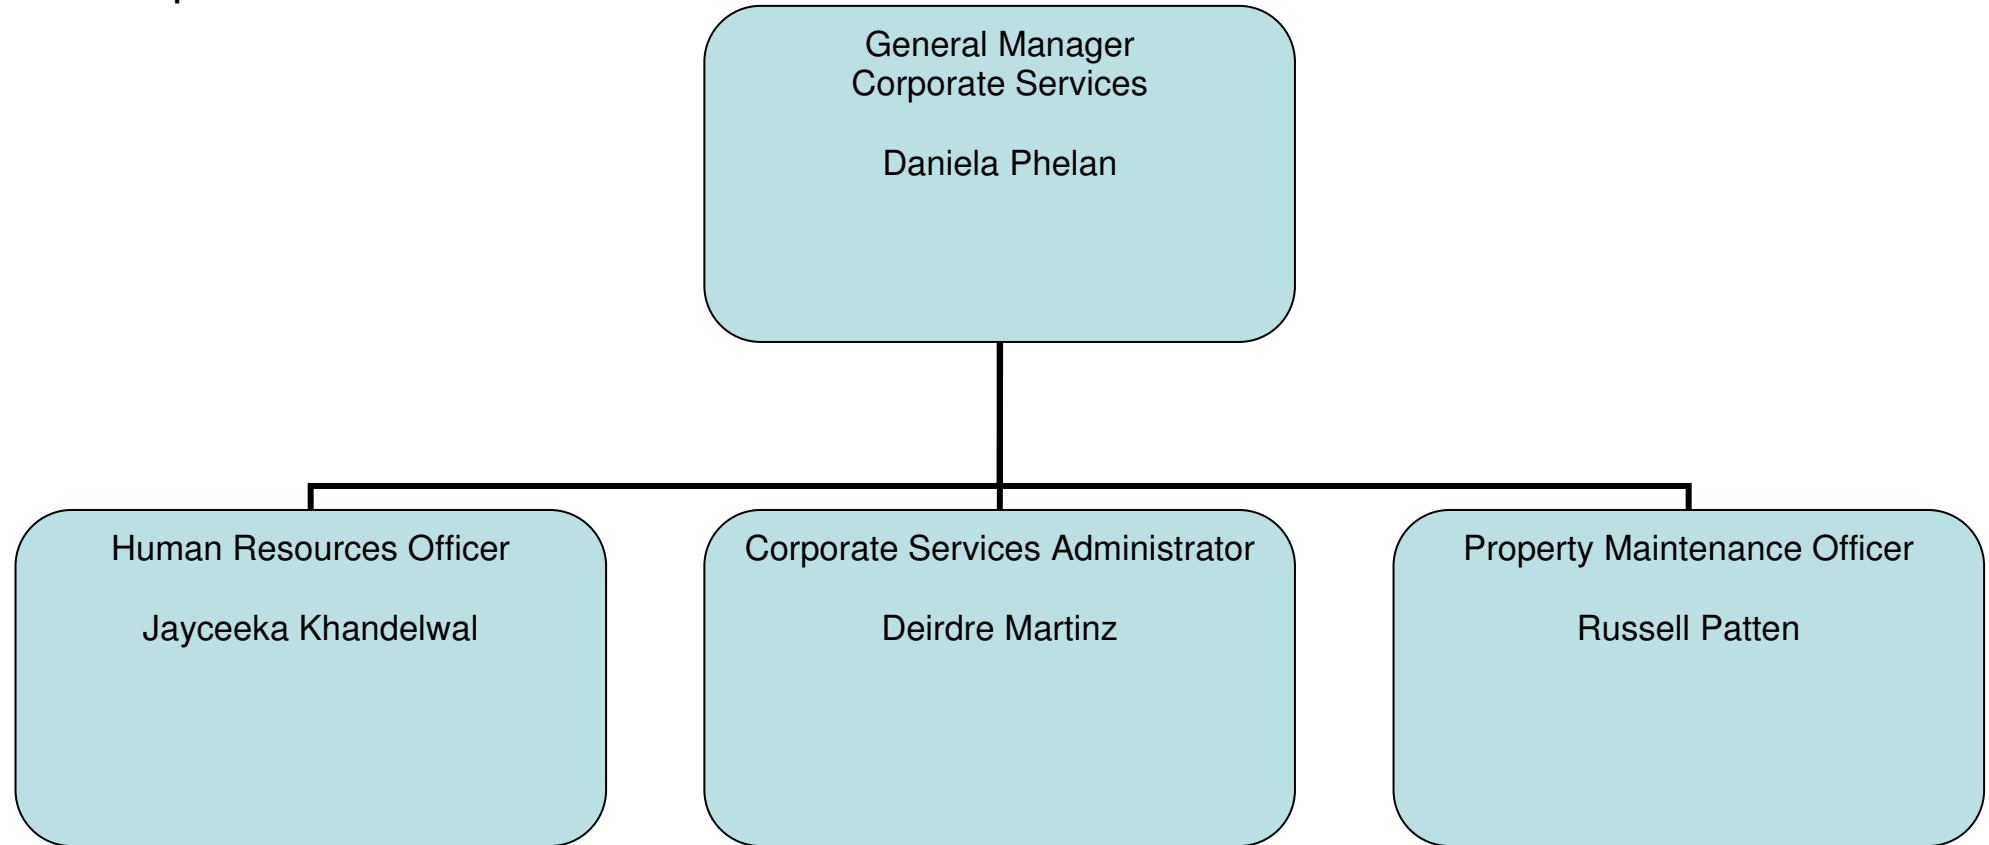 General Manager
Corporate Services
Daniela Phelan
Human Resources Officer
Jayceeka Khandelwal
Corporate Services Administrator
Deirdre Martinz
Property Maintenance Officer
Russell Patten